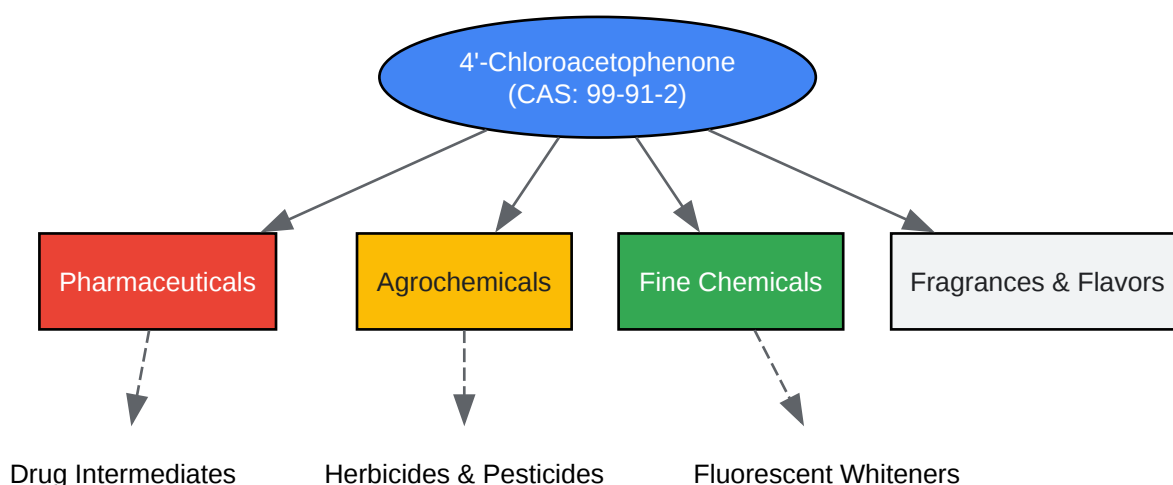 4'-Chloroacetophenone
(CAS: 99-91-2)
Pharmaceuticals
Agrochemicals
Fine Chemicals
Fragrances & Flavors
Drug Intermediates
Herbicides & Pesticides
Fluorescent Whiteners